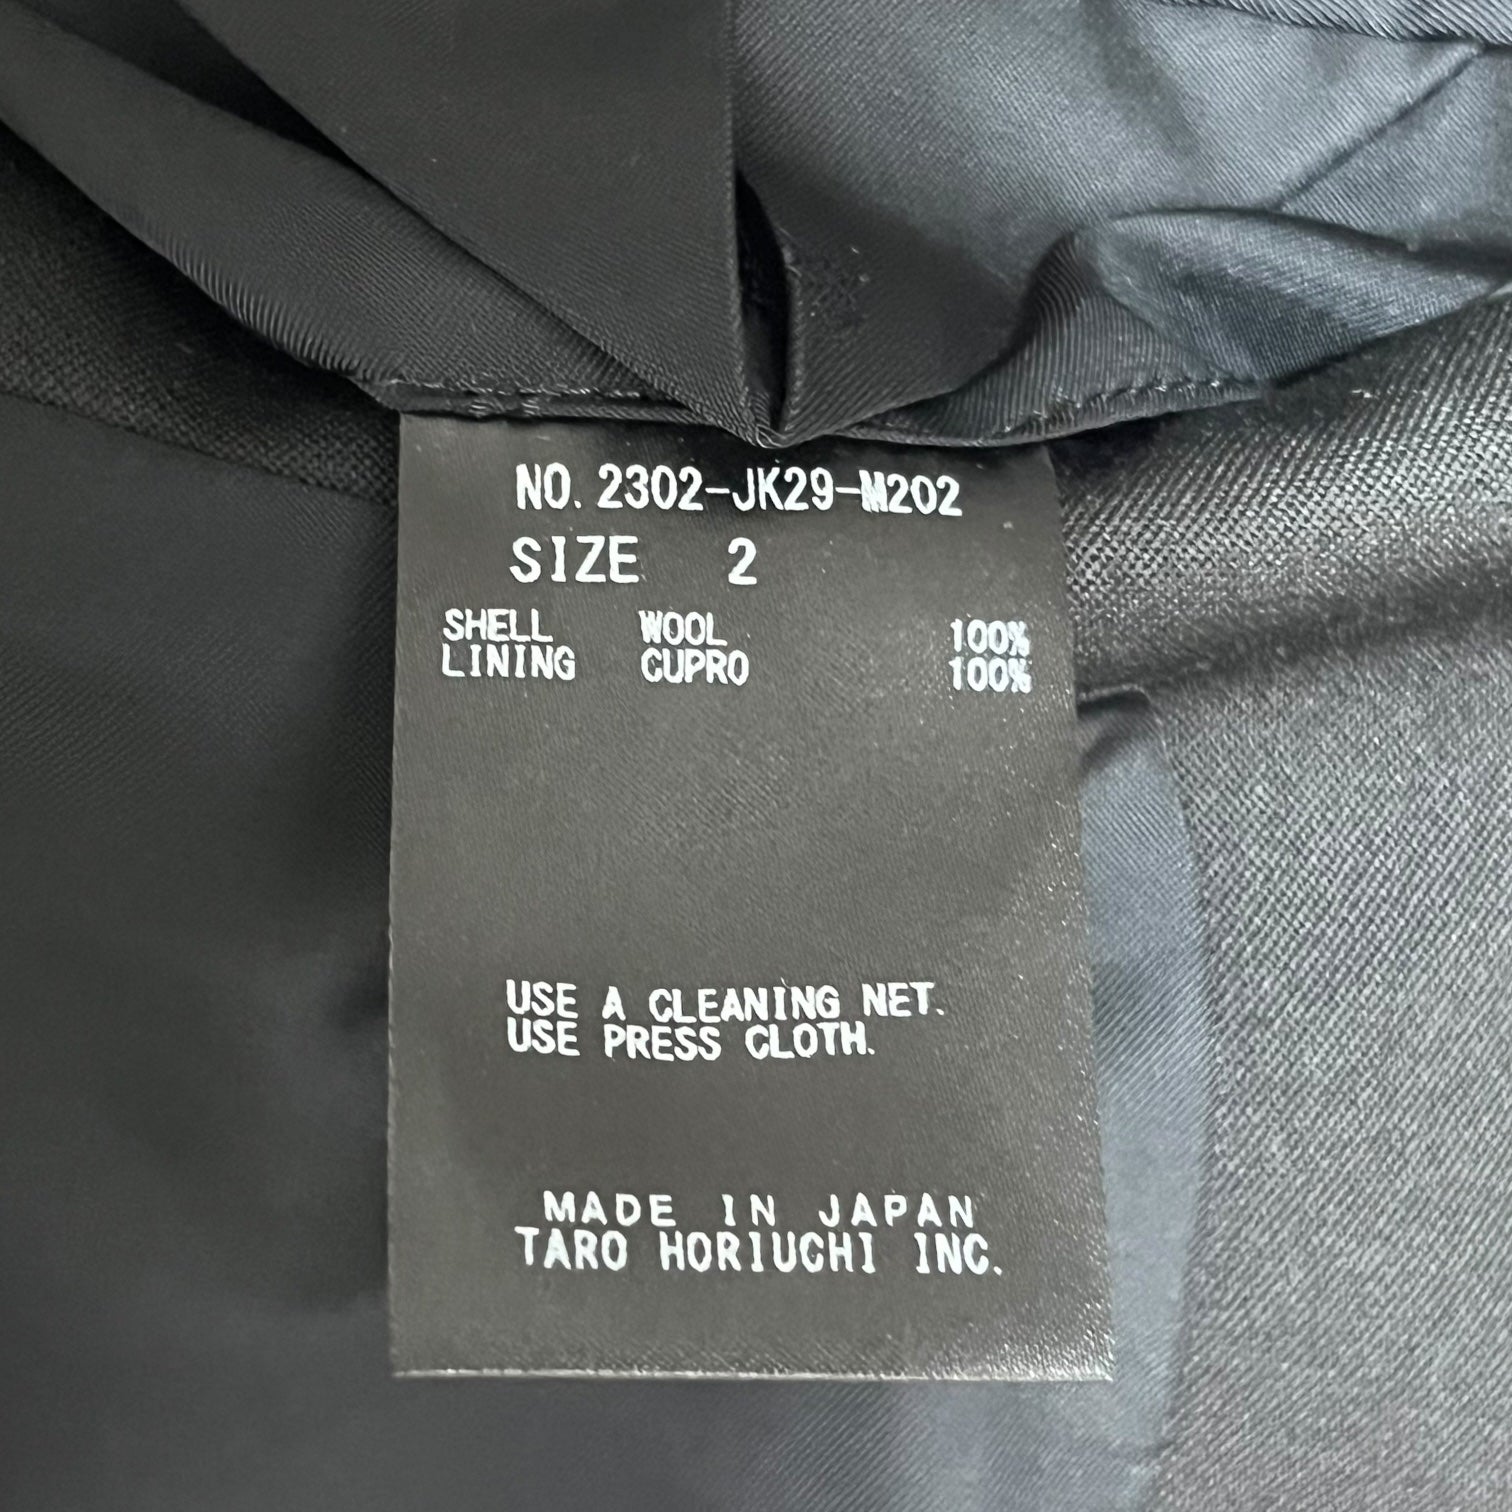 NO. 2302-JK29-M202
SIZE 2
SHELL WOOL 100%
LINING CUPRO 100%
USE A CLEANING NET.
USE PRESS CLOTH.
MADE IN JAPAN
TARO HORIUCHI INC.